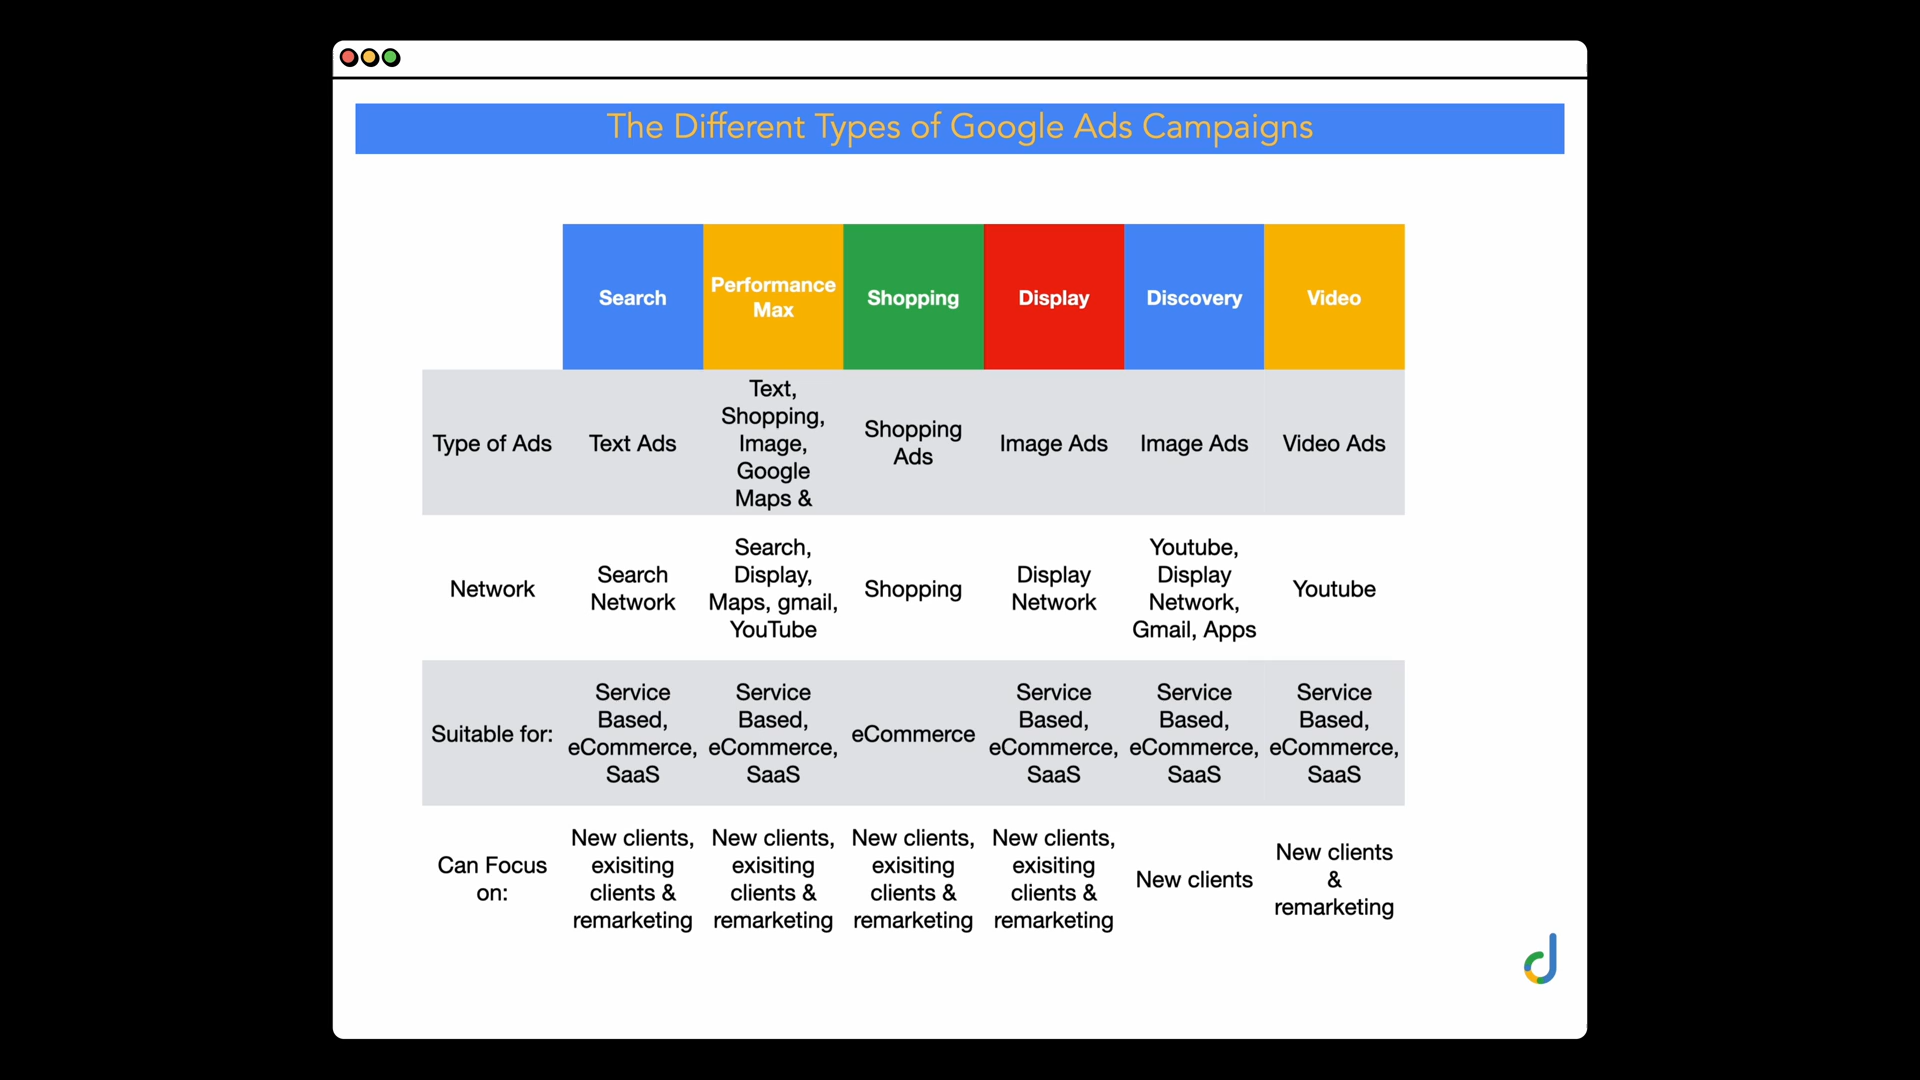 The Different Types of Google Ads Campaigns
Search
Performance
Max
Shopping
Display
Discovery
Video
Type of Ads
Text Ads
Text,
Shopping,
Image,
Google
Maps &
Shopping
Ads
Image Ads
Image Ads
Video Ads
Network
Search
Network
Search,
Display,
Maps, gmail,
YouTube
Shopping
Display
Network
Youtube,
Display
Network,
Gmail, Apps
Youtube
Suitable for:
Service
Based,
eCommerce,
SaaS
Service
Based,
eCommerce,
SaaS
eCommerce
Service
Based,
eCommerce,
SaaS
Service
Based,
eCommerce,
SaaS
Service
Based,
eCommerce,
SaaS
Can Focus
on:
New clients,
exisiting
clients &
remarketing
New clients,
exisiting
clients &
remarketing
New clients,
exisiting
clients &
remarketing
New clients,
exisiting
clients &
remarketing
New clients
New clients
&
remarketing